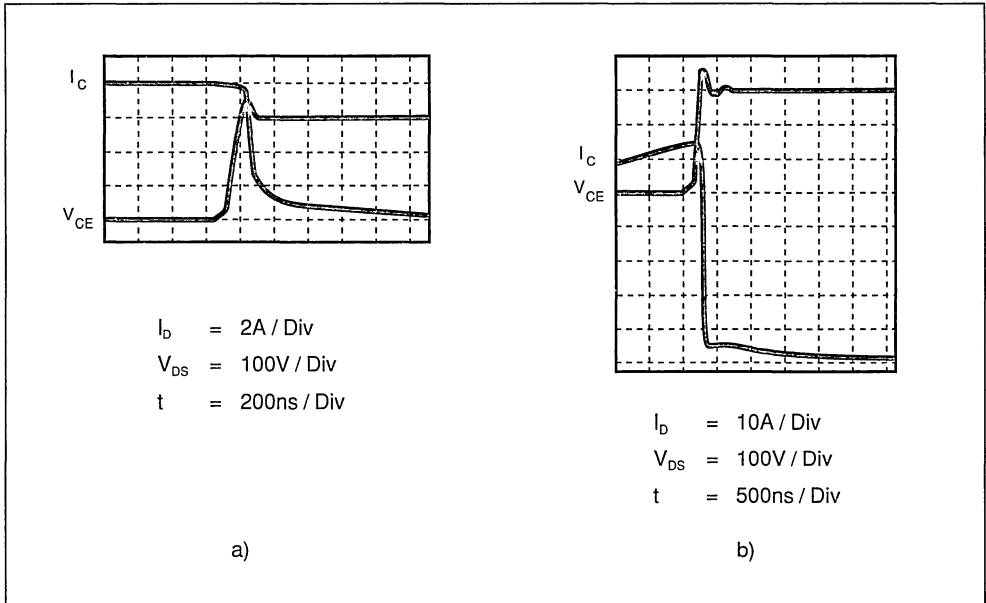 I_C
V_CE
I_D = 2A / Div
V_DS = 100V / Div
t = 200ns / Div
a)
I_C
V_CE
I_D = 10A / Div
V_DS = 100V / Div
t = 500ns / Div
b)